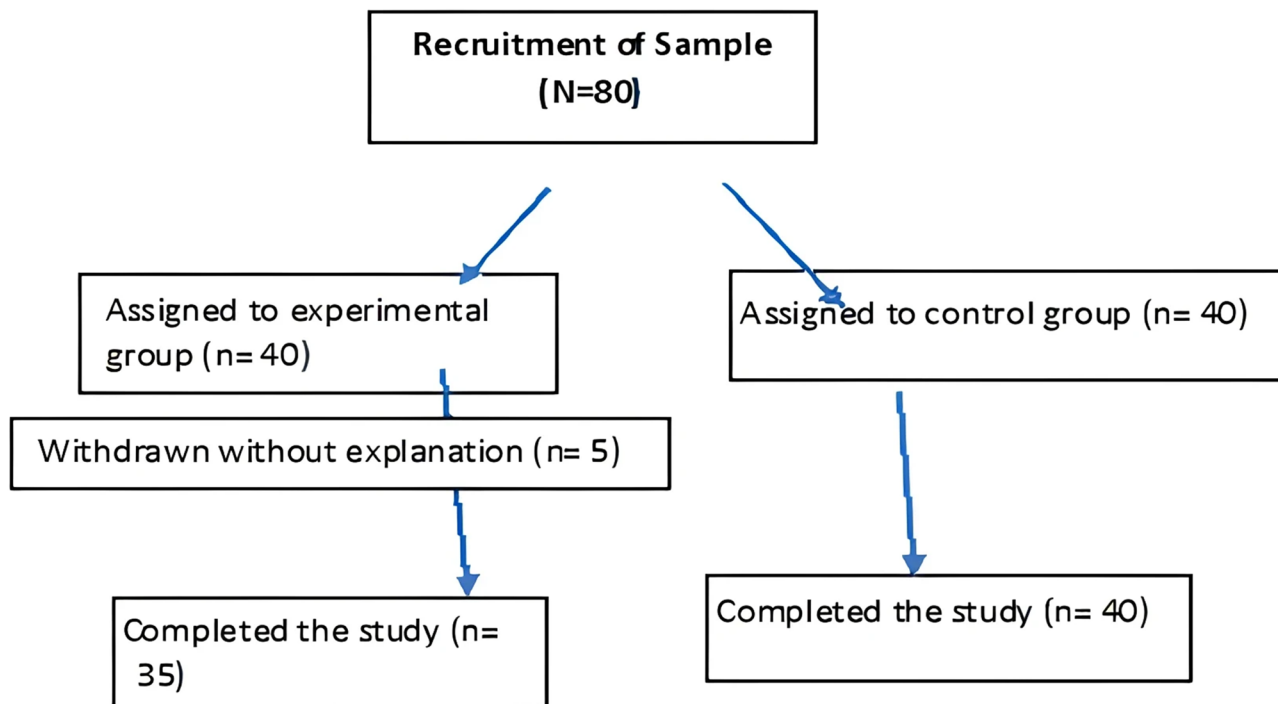 Recruitment of Sample
(N=80)
Assigned to experimental
group (n= 40)
Assigned to control group (n= 40)
Withdrawn without explanation (n= 5)
Completed the study (n=
35)
Completed the study (n= 40)